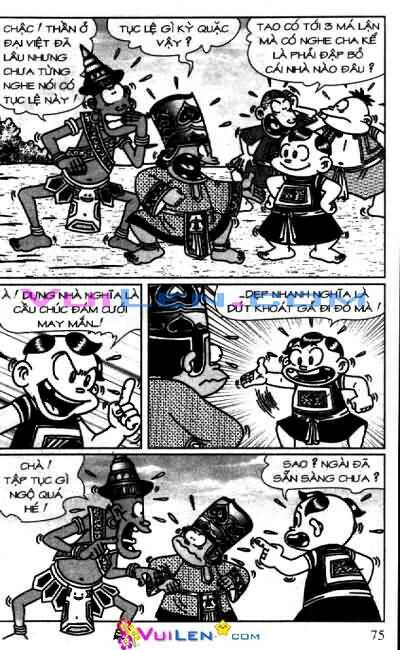 CHẬC! THẦN Ở
ĐẠI VIỆT ĐÃ
LÂU NHƯNG
CHƯA TỪNG
NGHE NÓI CÓ
TỤC LỆ NÀY!
TỤC LỆ GÌ KỲ QUẶC
VẬY?
TAO CÓ TỚI 3 MÁ LẬN
MÀ CÓ NGHE CHA KỂ
LÀ PHẢI ĐẬP BỎ
CÁI NHÀ NÀO ĐÂU?
À! DỰNG NHÀ NGHĨA LÀ
CẦU CHÚC ĐÁM CƯỚI
MAY MẮN...!
...DẸP NHANH NGHĨA LÀ
DỨT KHOÁT GẢ ĐI ĐÓ MÀ!
VUILEN.COM
CHÀ!
TẬP TỤC GÌ
NGỘ QUÁ
HÉ!
SAO? NGÀI ĐÃ
SẴN SÀNG CHƯA?
75
VUILEN.COM